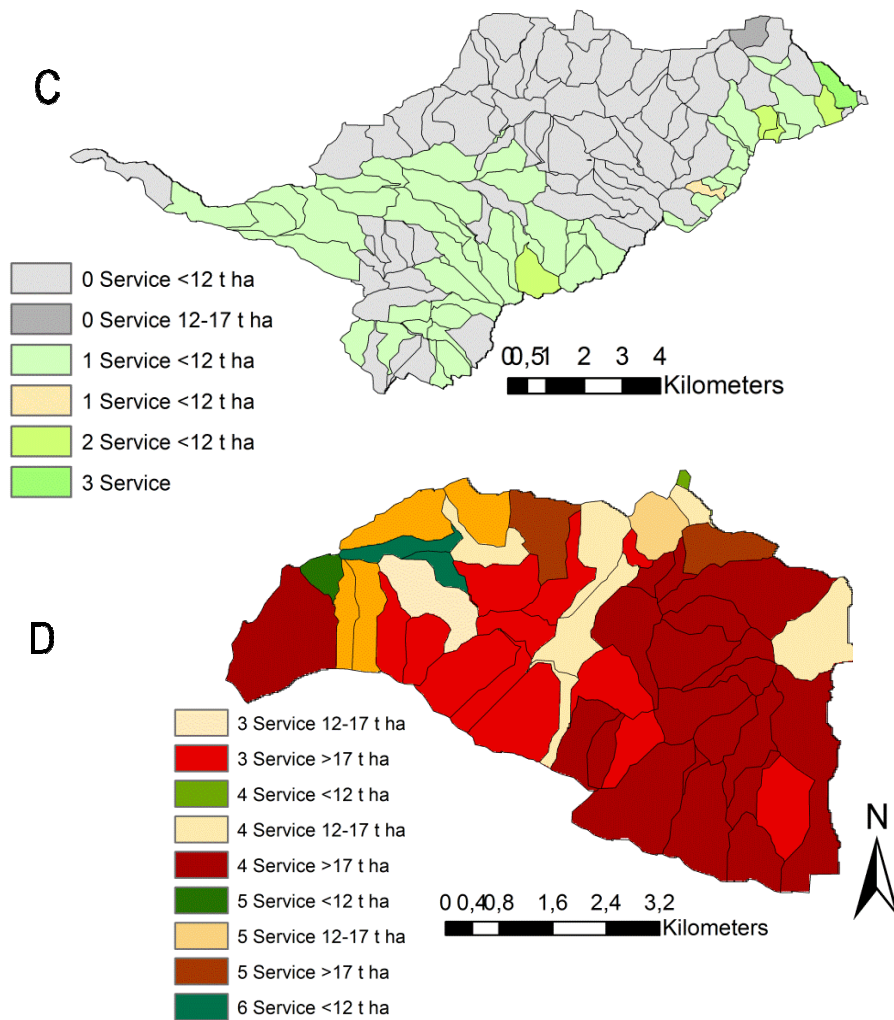 C
0 Service <12 t ha
0 Service 12-17 t ha
1 Service <12 t ha
1 Service <12 t ha
2 Service <12 t ha
3 Service
0 0,5 1 2 3 4
Kilometers
D
3 Service 12-17 t ha
3 Service >17 t ha
4 Service <12 t ha
4 Service 12-17 t ha
4 Service >17 t ha
5 Service <12 t ha
5 Service 12-17 t ha
5 Service >17 t ha
6 Service <12 t ha
0 0,40,8 1,6 2,4 3,2
Kilometers
N